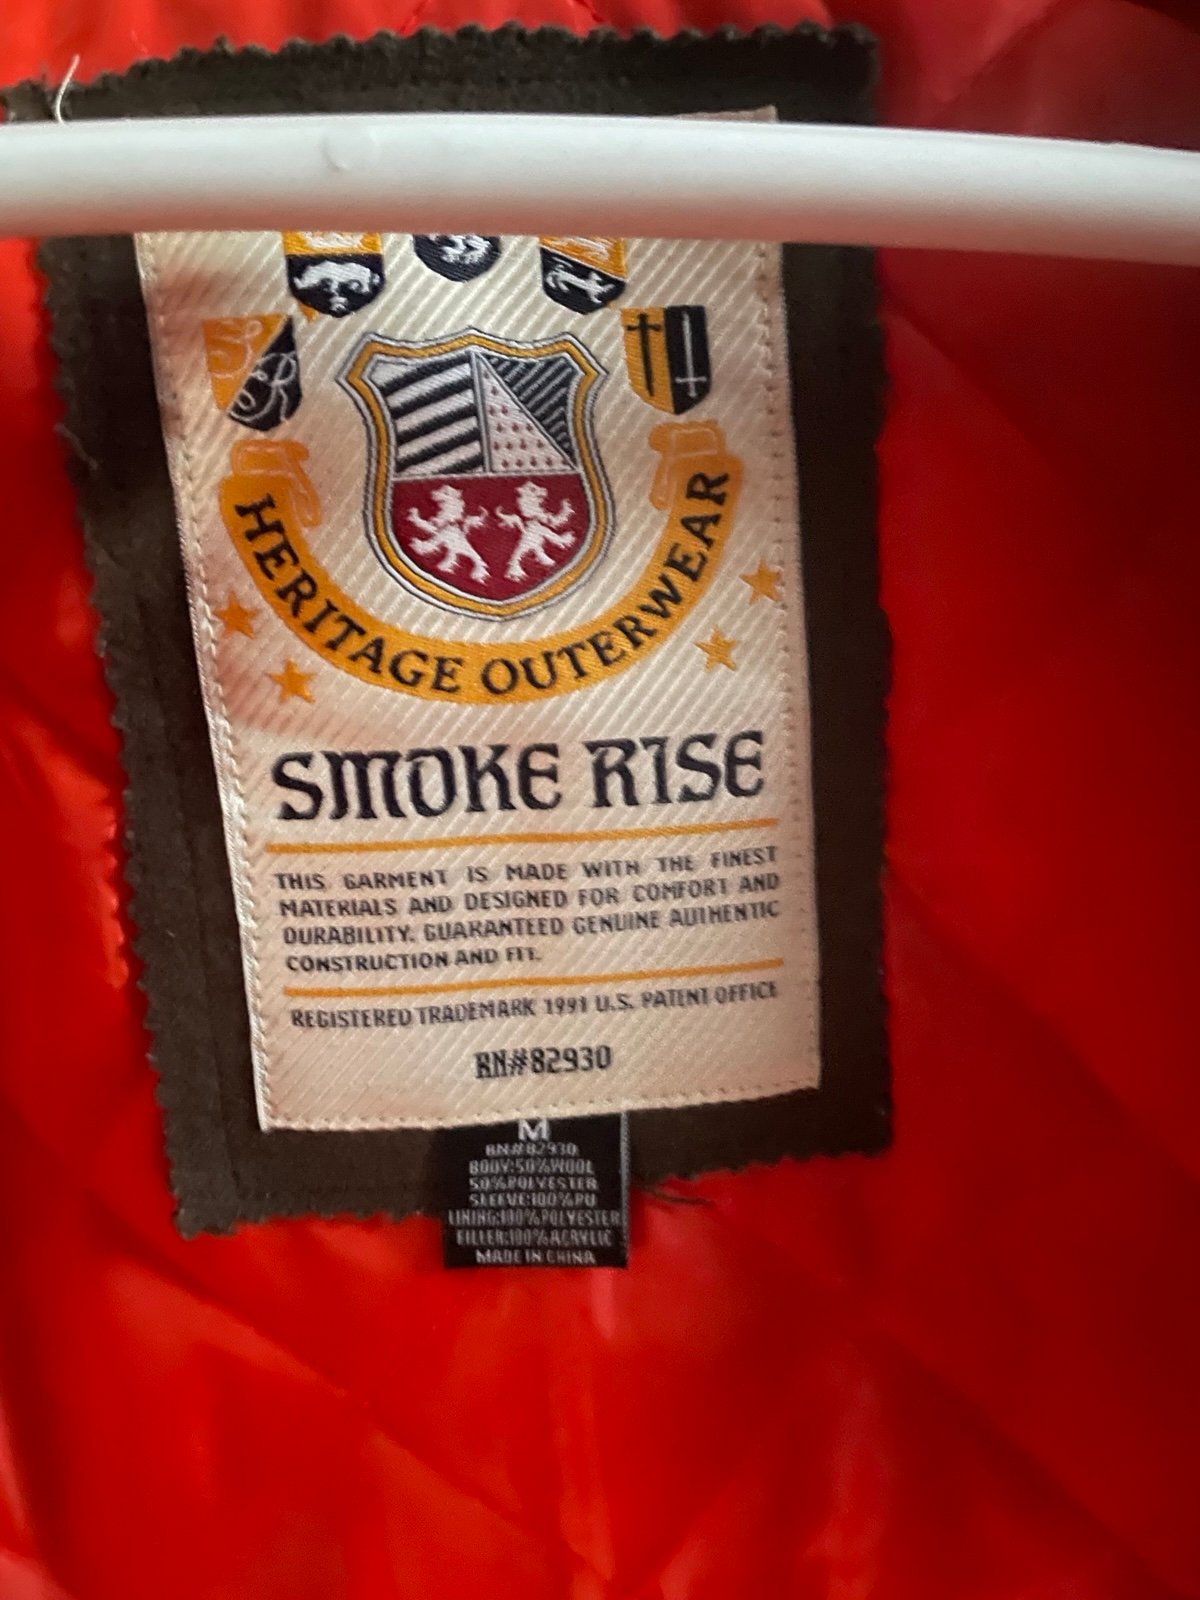 S
SR
HERITAGE OUTERWEAR
SMOKE RISE
THIS GARMENT IS MADE WITH THE FINEST
MATERIALS AND DESIGNED FOR COMFORT AND
DURABILITY. GUARANTEED GENUINE AUTHENTIC
CONSTRUCTION AND FIT.
REGISTERED TRADEMARK 1991 U.S. PATENT OFFICE
RN#82930
M
RN#82930
BODY:50%WOOL
50%POLYESTER
SLEEVE:100%PU
LINING:100%POLYESTER
FILLER:100%ACRYLIC
MADE IN CHINA